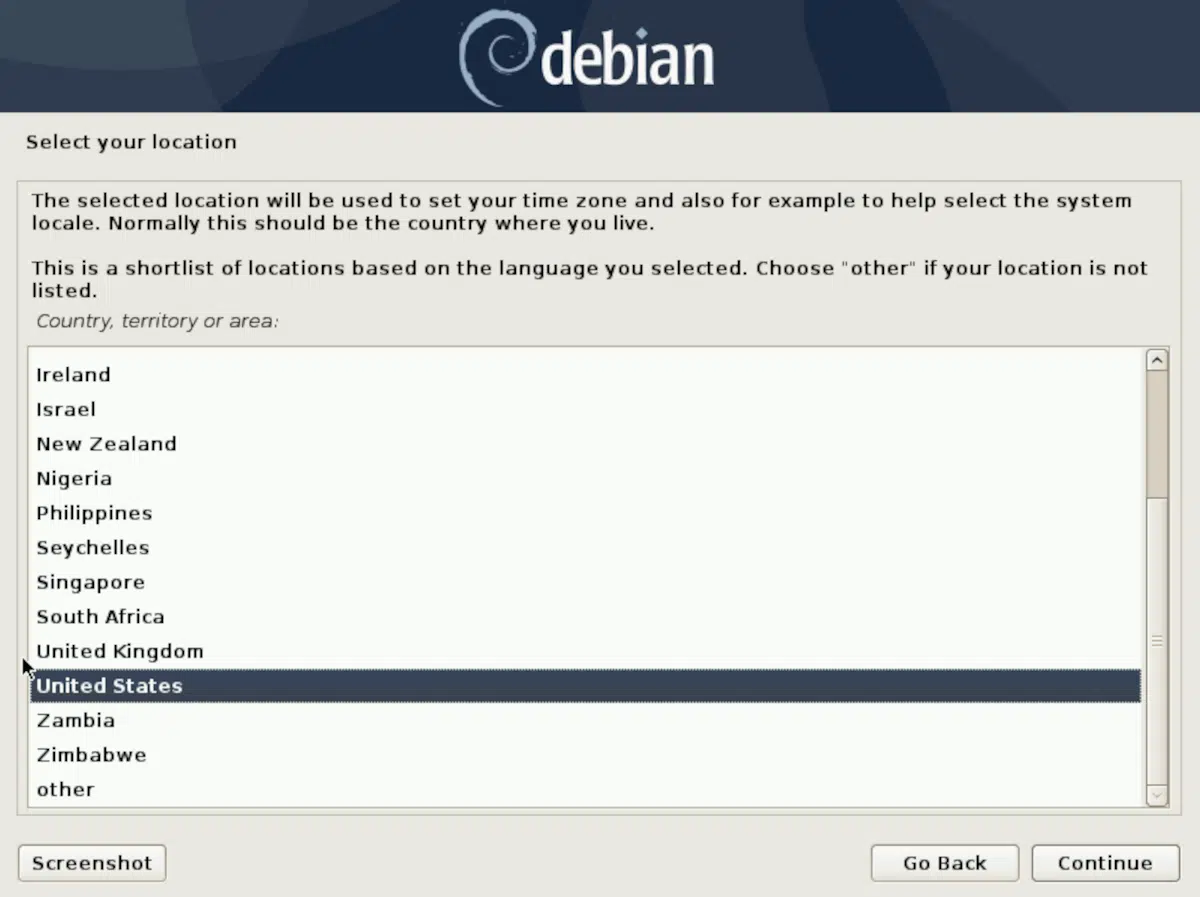 debian
Select your location
The selected location will be used to set your time zone and also for example to help select the system
locale. Normally this should be the country where you live.
This is a shortlist of locations based on the language you selected. Choose "other" if your location is not
listed.
Country, territory or area:
Ireland
Israel
New Zealand
Nigeria
Philippines
Seychelles
Singapore
South Africa
United Kingdom
United States
Zambia
Zimbabwe
other
Screenshot
Go Back
Continue